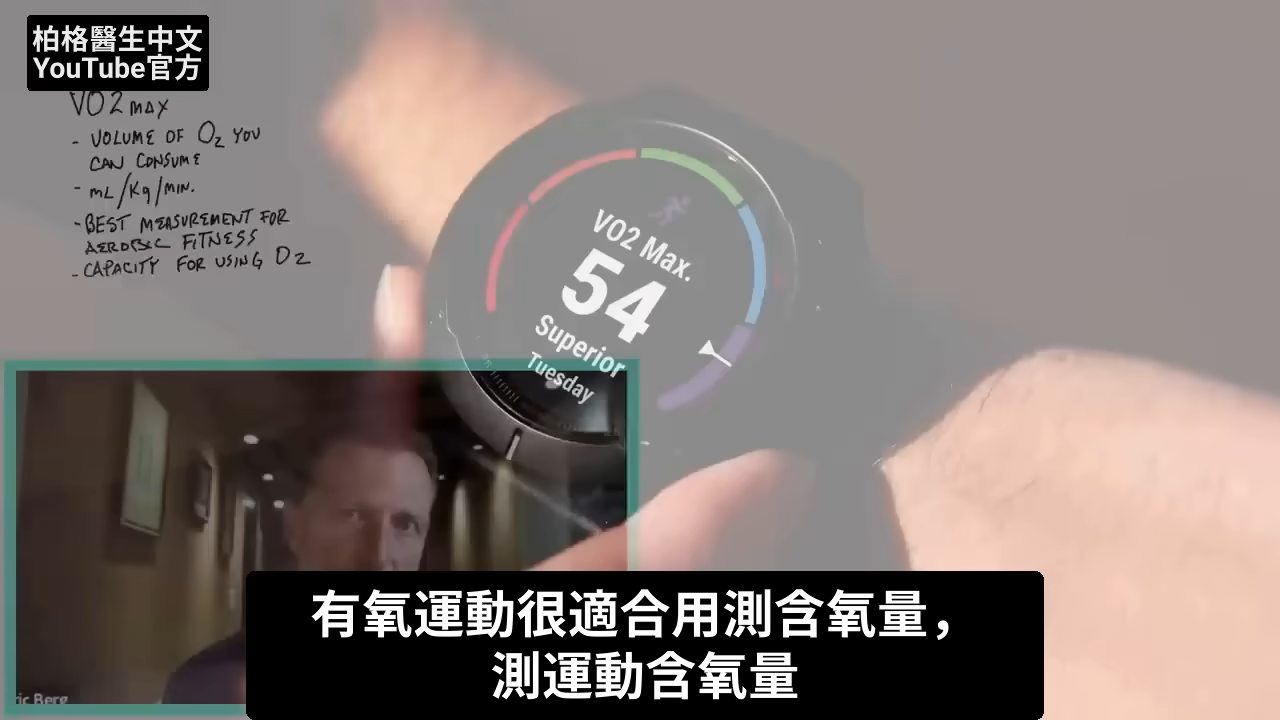 柏格醫生中文
YouTube官方
VO2 MAX
- VOLUME OF O2 YOU
CAN CONSUME
- mL/Kg/MIN.
- BEST MEASUREMENT FOR
AEROBIC FITNESS
- CAPACITY FOR USING O2
VO2 Max.
54
Superior
Tuesday
ric Berg
有氧運動很適合用測含氧量，
測運動含氧量